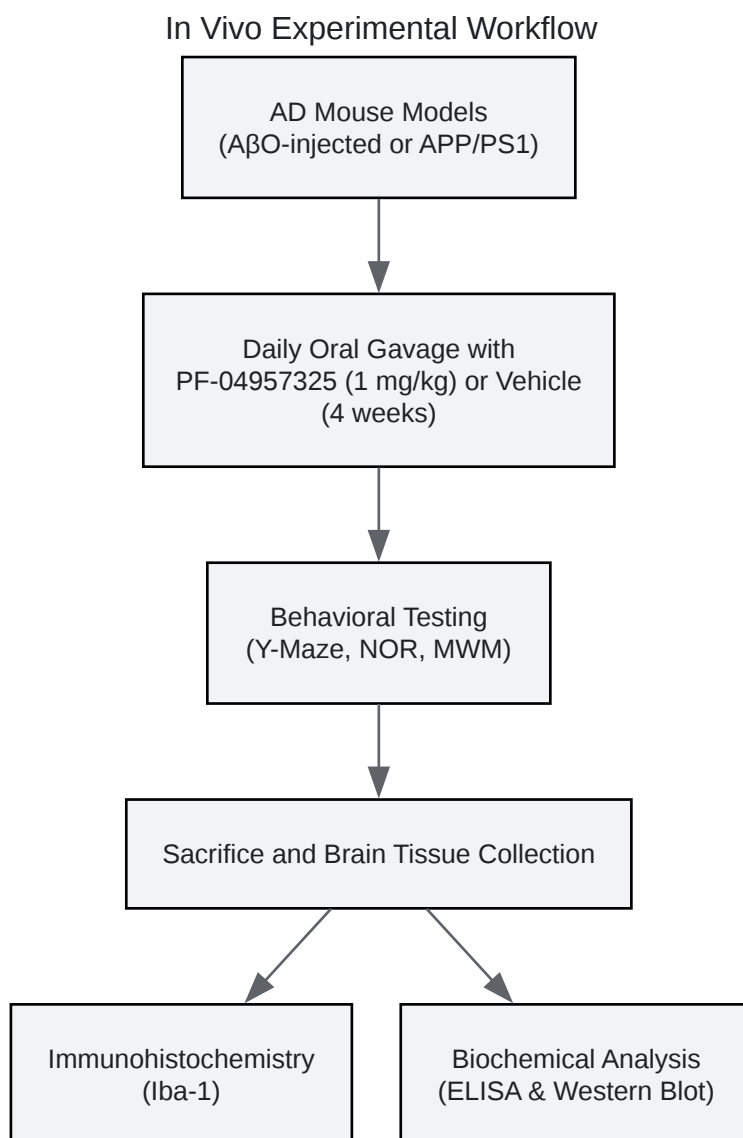 In Vivo Experimental Workflow
AD Mouse Models
(AβO-injected or APP/PS1)
Daily Oral Gavage with
PF-04957325 (1 mg/kg) or Vehicle
(4 weeks)
Behavioral Testing
(Y-Maze, NOR, MWM)
Sacrifice and Brain Tissue Collection
Immunohistochemistry
(Iba-1)
Biochemical Analysis
(ELISA & Western Blot)